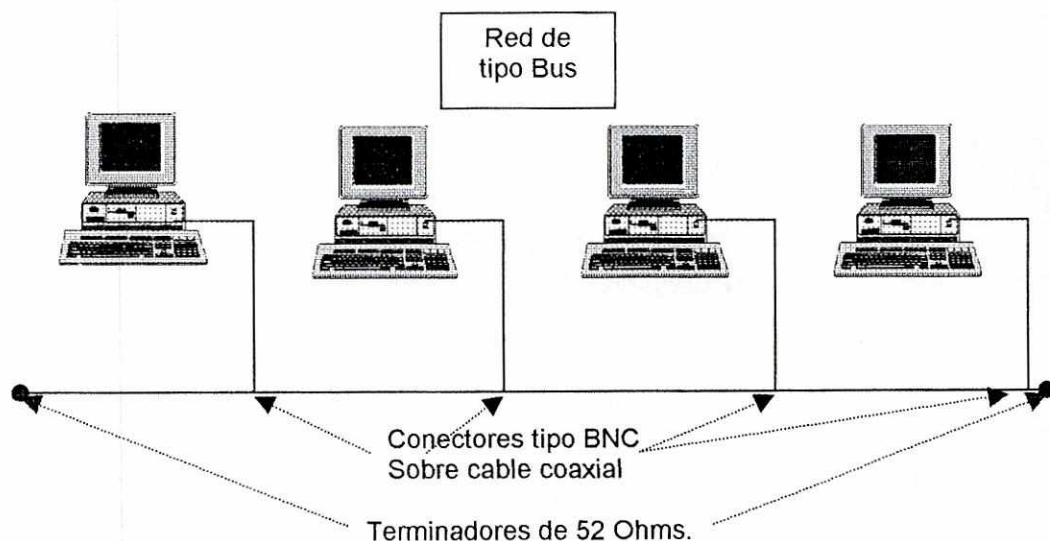 Red de
tipo Bus
Conectores tipo BNC
Sobre cable coaxial
Terminadores de 52 Ohms.